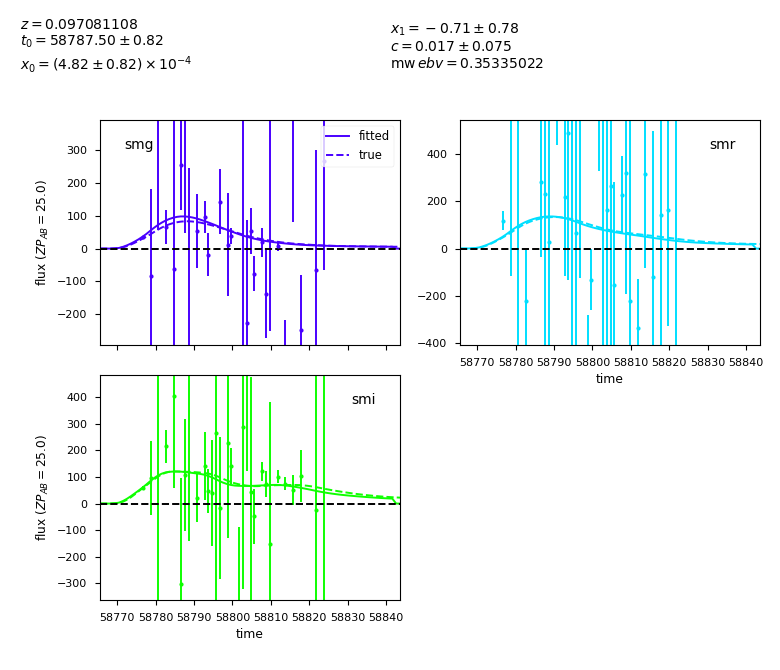 z = 0.097081108
t₀ = 58787.50 ± 0.82
x₀ = (4.82 ± 0.82) × 10⁻⁴
x₁ = −0.71 ± 0.78
c = 0.017 ± 0.075
mw ebv = 0.35335022
smg
fitted
true
300
200
100
0
−100
−200
flux (ZP_AB = 25.0)
smr
400
200
0
−200
−400
58770 58780 58790 58800 58810 58820 58830 58840
time
smi
400
300
200
100
0
−100
−200
−300
flux (ZP_AB = 25.0)
58770 58780 58790 58800 58810 58820 58830 58840
time